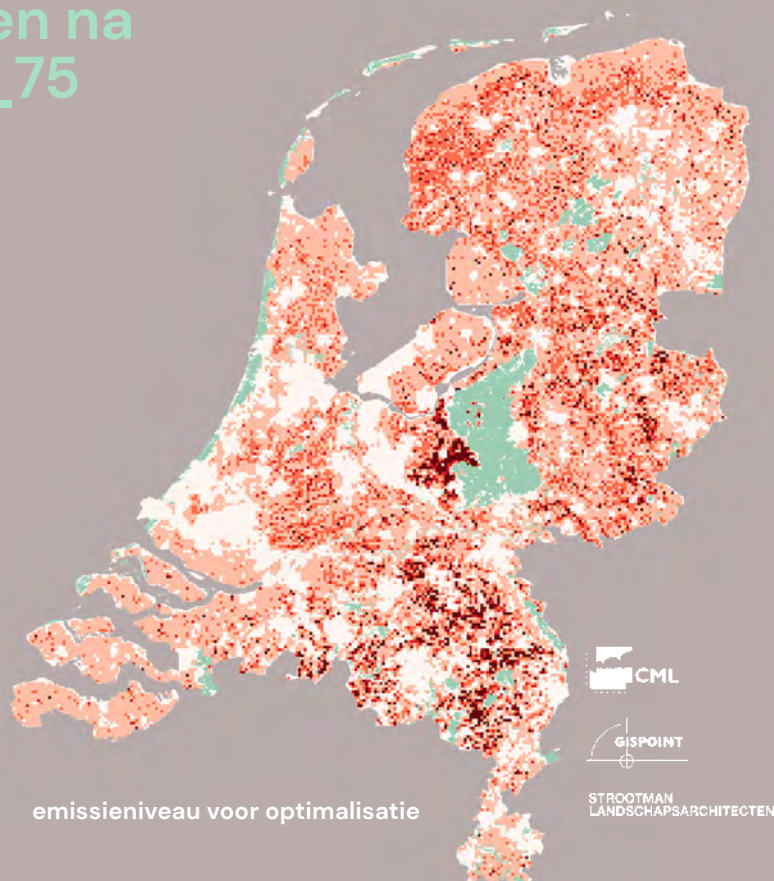 en na
_75
CML
GISPOINT
STROOTMAN
LANDSCHAPSARCHITECTEN
emissieniveau voor optimalisatie